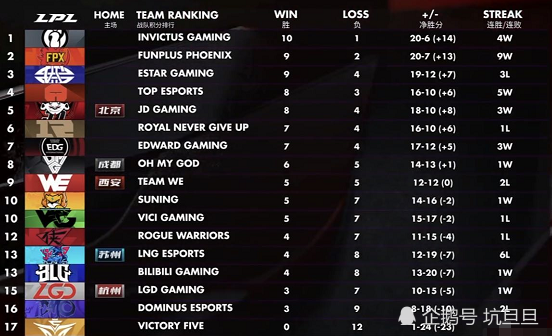 LPL HOME TEAM RANKING WIN LOSS +/- STREAK
主场 战队积分排行 胜 负 净胜分 连胜/连败
1 INVICTUS GAMING 10 1 20-6 (+14) 4W
2 FPX FUNPLUS PHOENIX 9 2 20-7 (+13) 9W
3 ESTAR GAMING 9 4 19-12 (+7) 3L
4 TOP ESPORTS 8 3 16-10 (+6) 5W
5 北京 JD GAMING 8 4 18-10 (+8) 3W
6 ROYAL NEVER GIVE UP 7 4 16-10 (+6) 1L
7 EDG EDWARD GAMING 7 4 17-12 (+5) 3W
8 成都 OH MY GOD 6 5 14-13 (+1) 1W
9 WE 西安 TEAM WE 5 5 12-12 (0) 2L
10 SUNING 5 7 14-16 (-2) 1W
10 VICI GAMING 5 7 15-17 (-2) 1L
12 ROGUE WARRIORS 4 7 11-15 (-4) 1L
13 苏州 LNG ESPORTS 4 8 12-19 (-7) 6L
13 BLG BILIBILI GAMING 4 8 13-20 (-7) 1W
15 LGD 杭州 LGD GAMING 3 7 10-15 (-5) 1W
16 DOMINUS ESPORTS 3 9 8-18 (-10) 2L
17 VICTORY FIVE 0 12 1-24 (-23)
企鹅号 坑旦旦